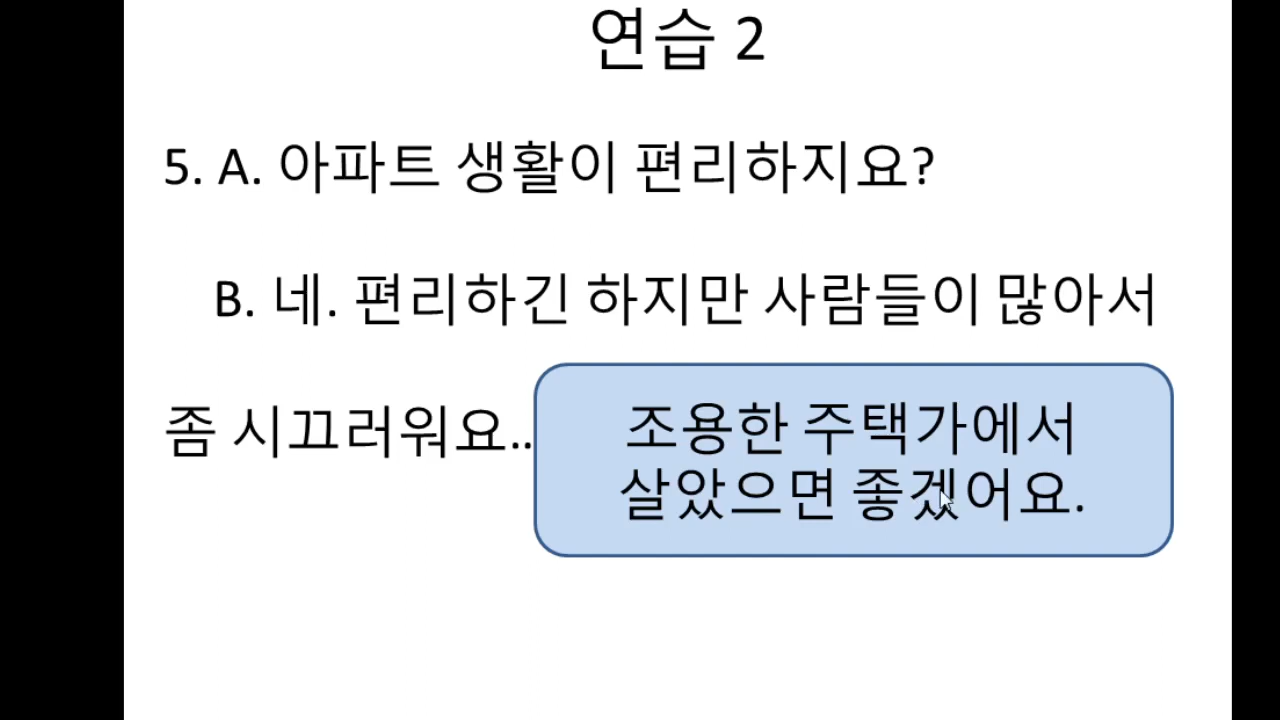 연습 2
5. A. 아파트 생활이 편리하지요?
B. 네. 편리하긴 하지만 사람들이 많아서
좀 시끄러워요..
조용한 주택가에서
살았으면 좋겠어요.